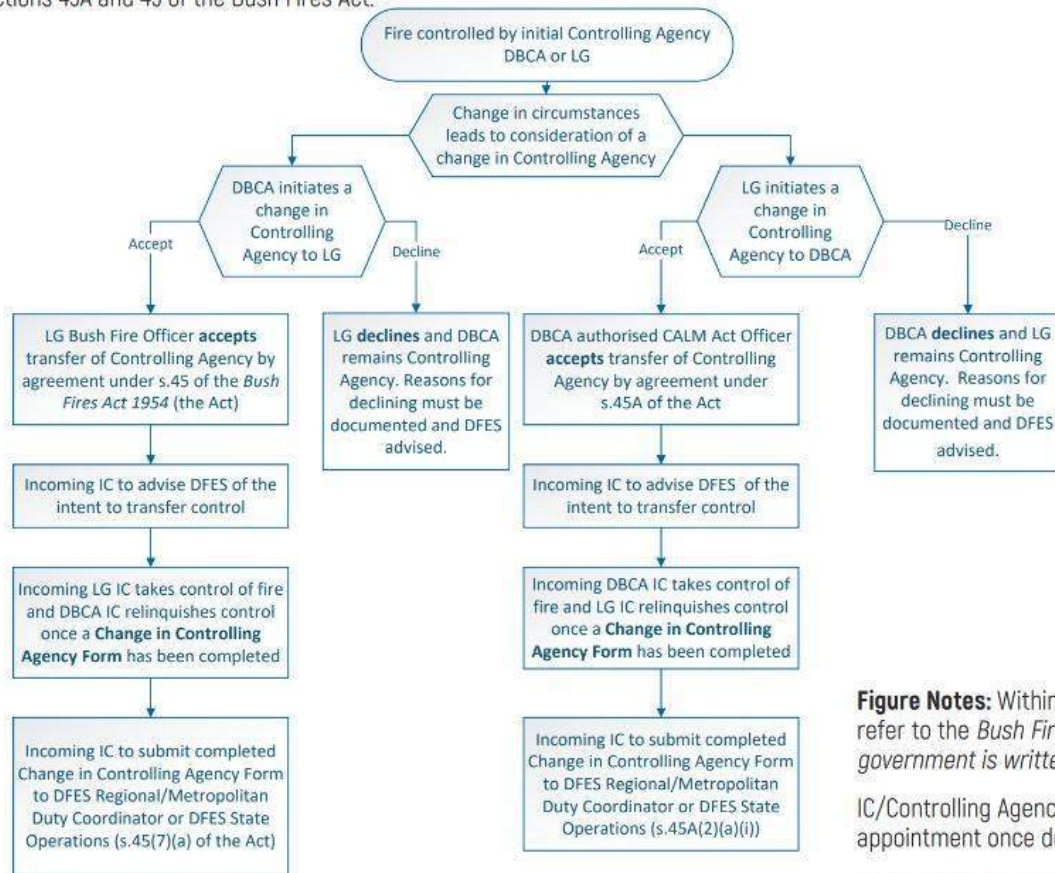 ctions 45A and 45 of the Bush Fires Act.
Fire controlled by initial Controlling Agency
DBCA or LG
Change in circumstances
leads to consideration of a
change in Controlling Agency
DBCA initiates a
change in
Controlling
Agency to LG
LG initiates a
change in
Controlling
Agency to DBCA
Accept
Decline
Accept
Decline
LG Bush Fire Officer accepts
transfer of Controlling Agency by
agreement under s.45 of the Bush
Fires Act 1954 (the Act)
LG declines and DBCA
remains Controlling
Agency. Reasons for
declining must be
documented and DFES
advised.
DBCA authorised CALM Act Officer
accepts transfer of Controlling
Agency by agreement under
s.45A of the Act
DBCA declines and LG
remains Controlling
Agency. Reasons for
declining must be
documented and DFES
advised.
Incoming IC to advise DFES of the
intent to transfer control
Incoming IC to advise DFES of the
intent to transfer control
Incoming LG IC takes control of fire
and DBCA IC relinquishes control
once a Change in Controlling
Agency Form has been completed
Incoming DBCA IC takes control of
fire and LG IC relinquishes control
once a Change in Controlling
Agency Form has been completed
Incoming IC to submit completed
Change in Controlling Agency Form
to DFES Regional/Metropolitan
Duty Coordinator or DFES State
Operations (s.45(7)(a) of the Act)
Incoming IC to submit completed
Change in Controlling Agency Form
to DFES Regional/Metropolitan
Duty Coordinator or DFES State
Operations (s.45A(2)(a)(i))
Figure Notes: Within
refer to the Bush Fir
government is writte
IC/Controlling Agenc
appointment once d